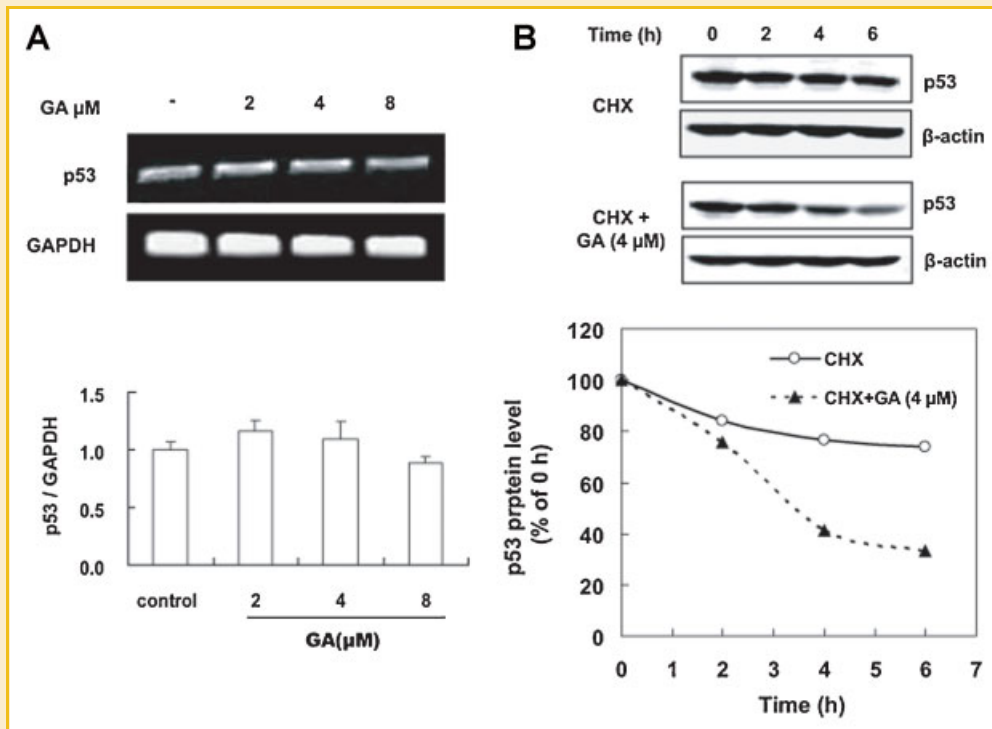 A
GA µM - 2 4 8
p53
GAPDH
1.5
1.0
0.5
0.0
p53 / GAPDH
control 2 4 8
GA(µM)
B
Time (h) 0 2 4 6
CHX
p53
β-actin
CHX +
GA (4 µM)
p53
β-actin
120
100
80
60
40
20
0
p53 prptein level
(% of 0 h)
CHX
CHX+GA (4 µM)
0 1 2 3 4 5 6 7
Time (h)